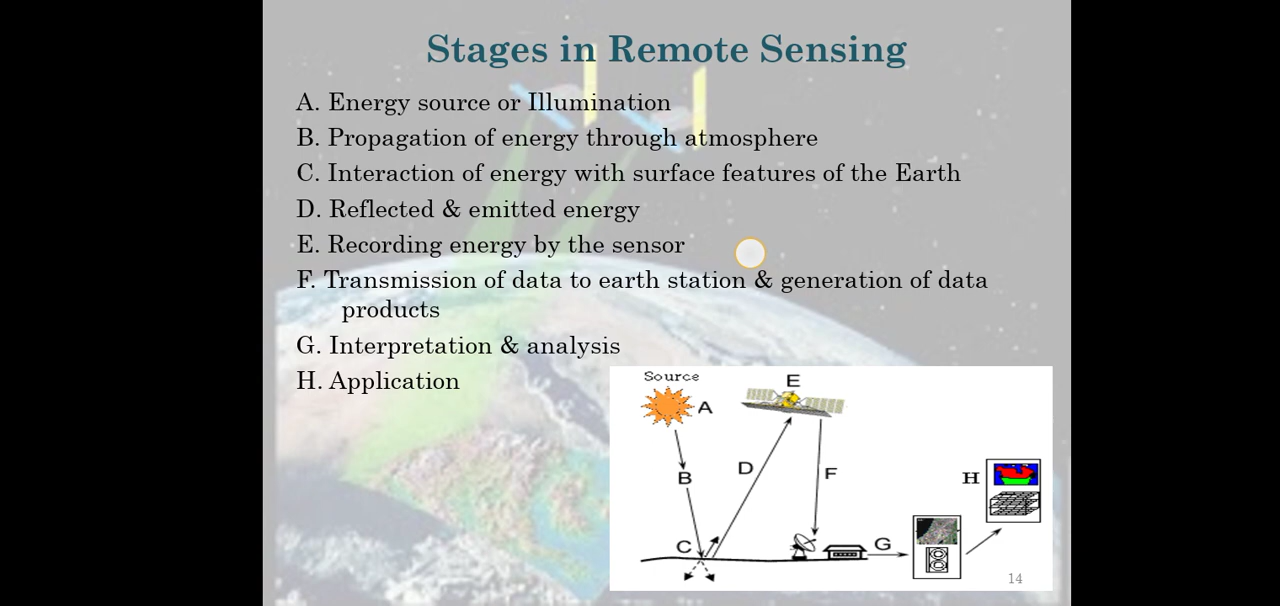 Stages in Remote Sensing
A. Energy source or Illumination
B. Propagation of energy through atmosphere
C. Interaction of energy with surface features of the Earth
D. Reflected & emitted energy
E. Recording energy by the sensor
F. Transmission of data to earth station & generation of data
products
G. Interpretation & analysis
H. Application
Source
E
A
B
D
F
H
C
G
14